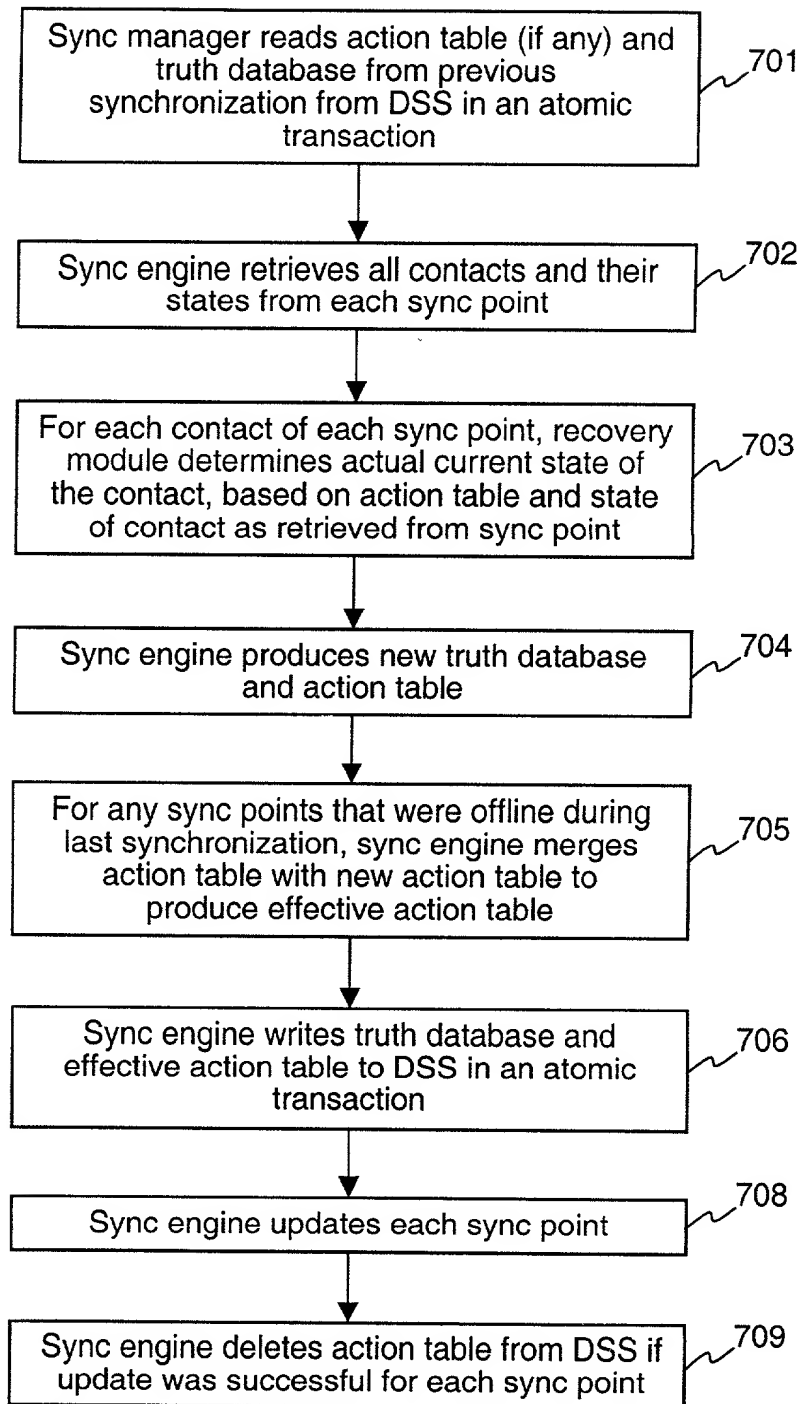 Sync manager reads action table (if any) and
truth database from previous
synchronization from DSS in an atomic
transaction
701
Sync engine retrieves all contacts and their
states from each sync point
702
For each contact of each sync point, recovery
module determines actual current state of
the contact, based on action table and state
of contact as retrieved from sync point
703
Sync engine produces new truth database
and action table
704
For any sync points that were offline during
last synchronization, sync engine merges
action table with new action table to
produce effective action table
705
Sync engine writes truth database and
effective action table to DSS in an atomic
transaction
706
Sync engine updates each sync point
708
Sync engine deletes action table from DSS if
update was successful for each sync point
709